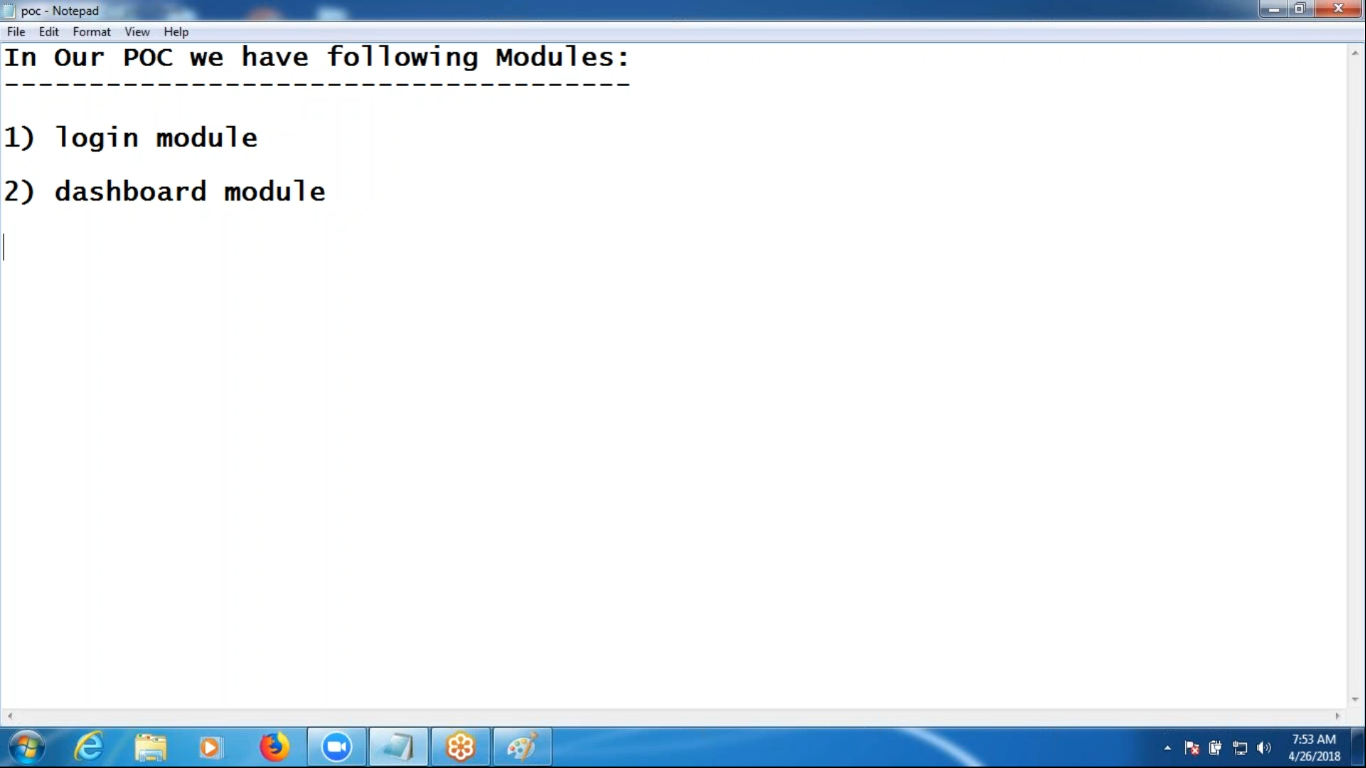 poc - Notepad
File Edit Format View Help
In Our POC we have following Modules:
-------------------------------------
1) login module
2) dashboard module
7:53 AM
4/26/2018